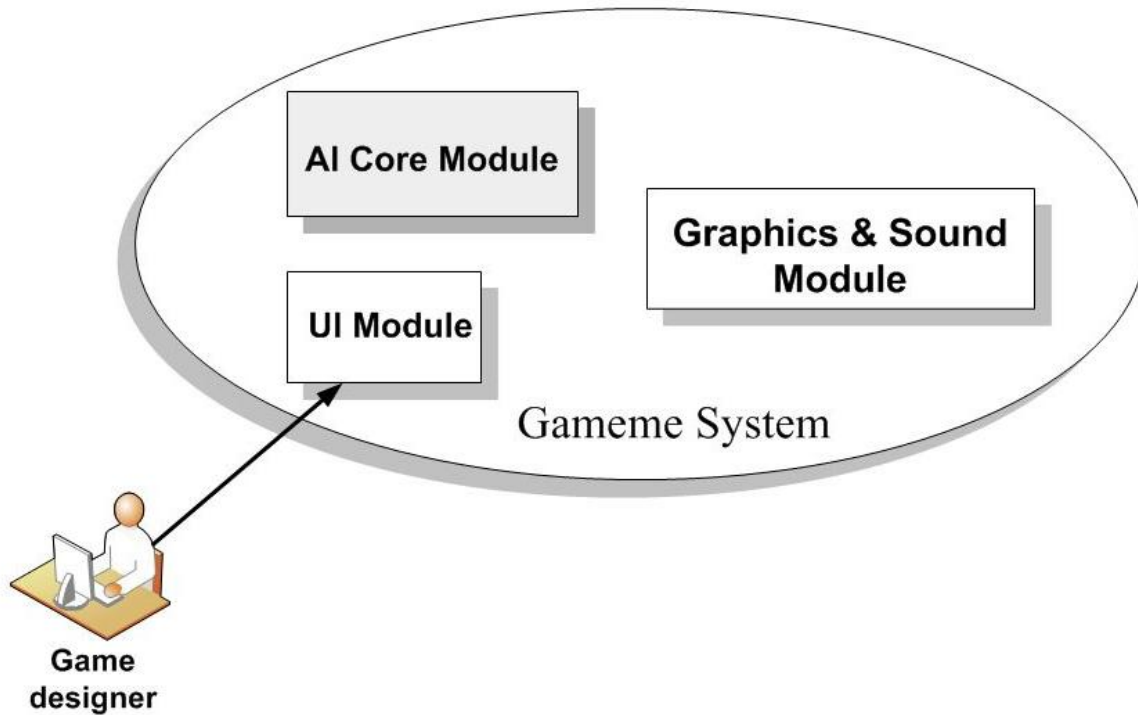 AI Core Module
Graphics & Sound
Module
UI Module
Gameme System
Game
designer